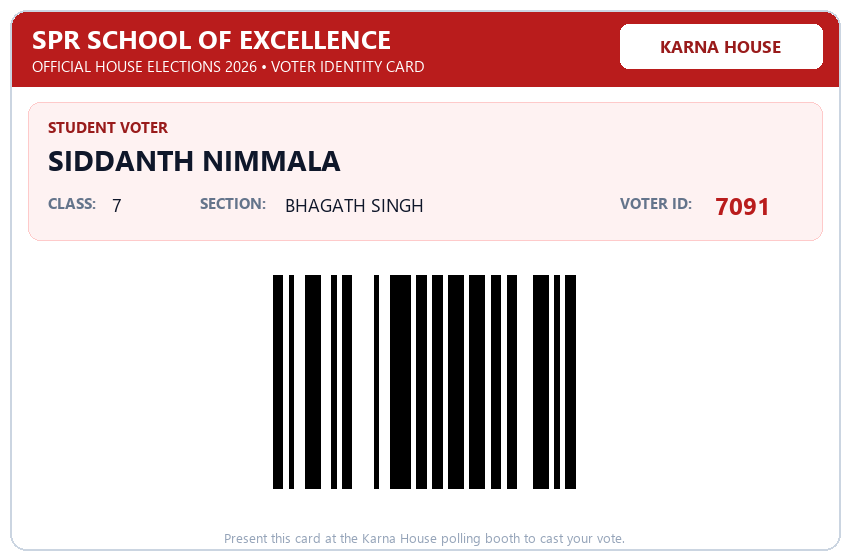 SPR SCHOOL OF EXCELLENCE
OFFICIAL HOUSE ELECTIONS 2026 • VOTER IDENTITY CARD
KARNA HOUSE
STUDENT VOTER
SIDDANTH NIMMALA
CLASS: 7 SECTION: BHAGATH SINGH VOTER ID: 7091
Present this card at the Karna House polling booth to cast your vote.